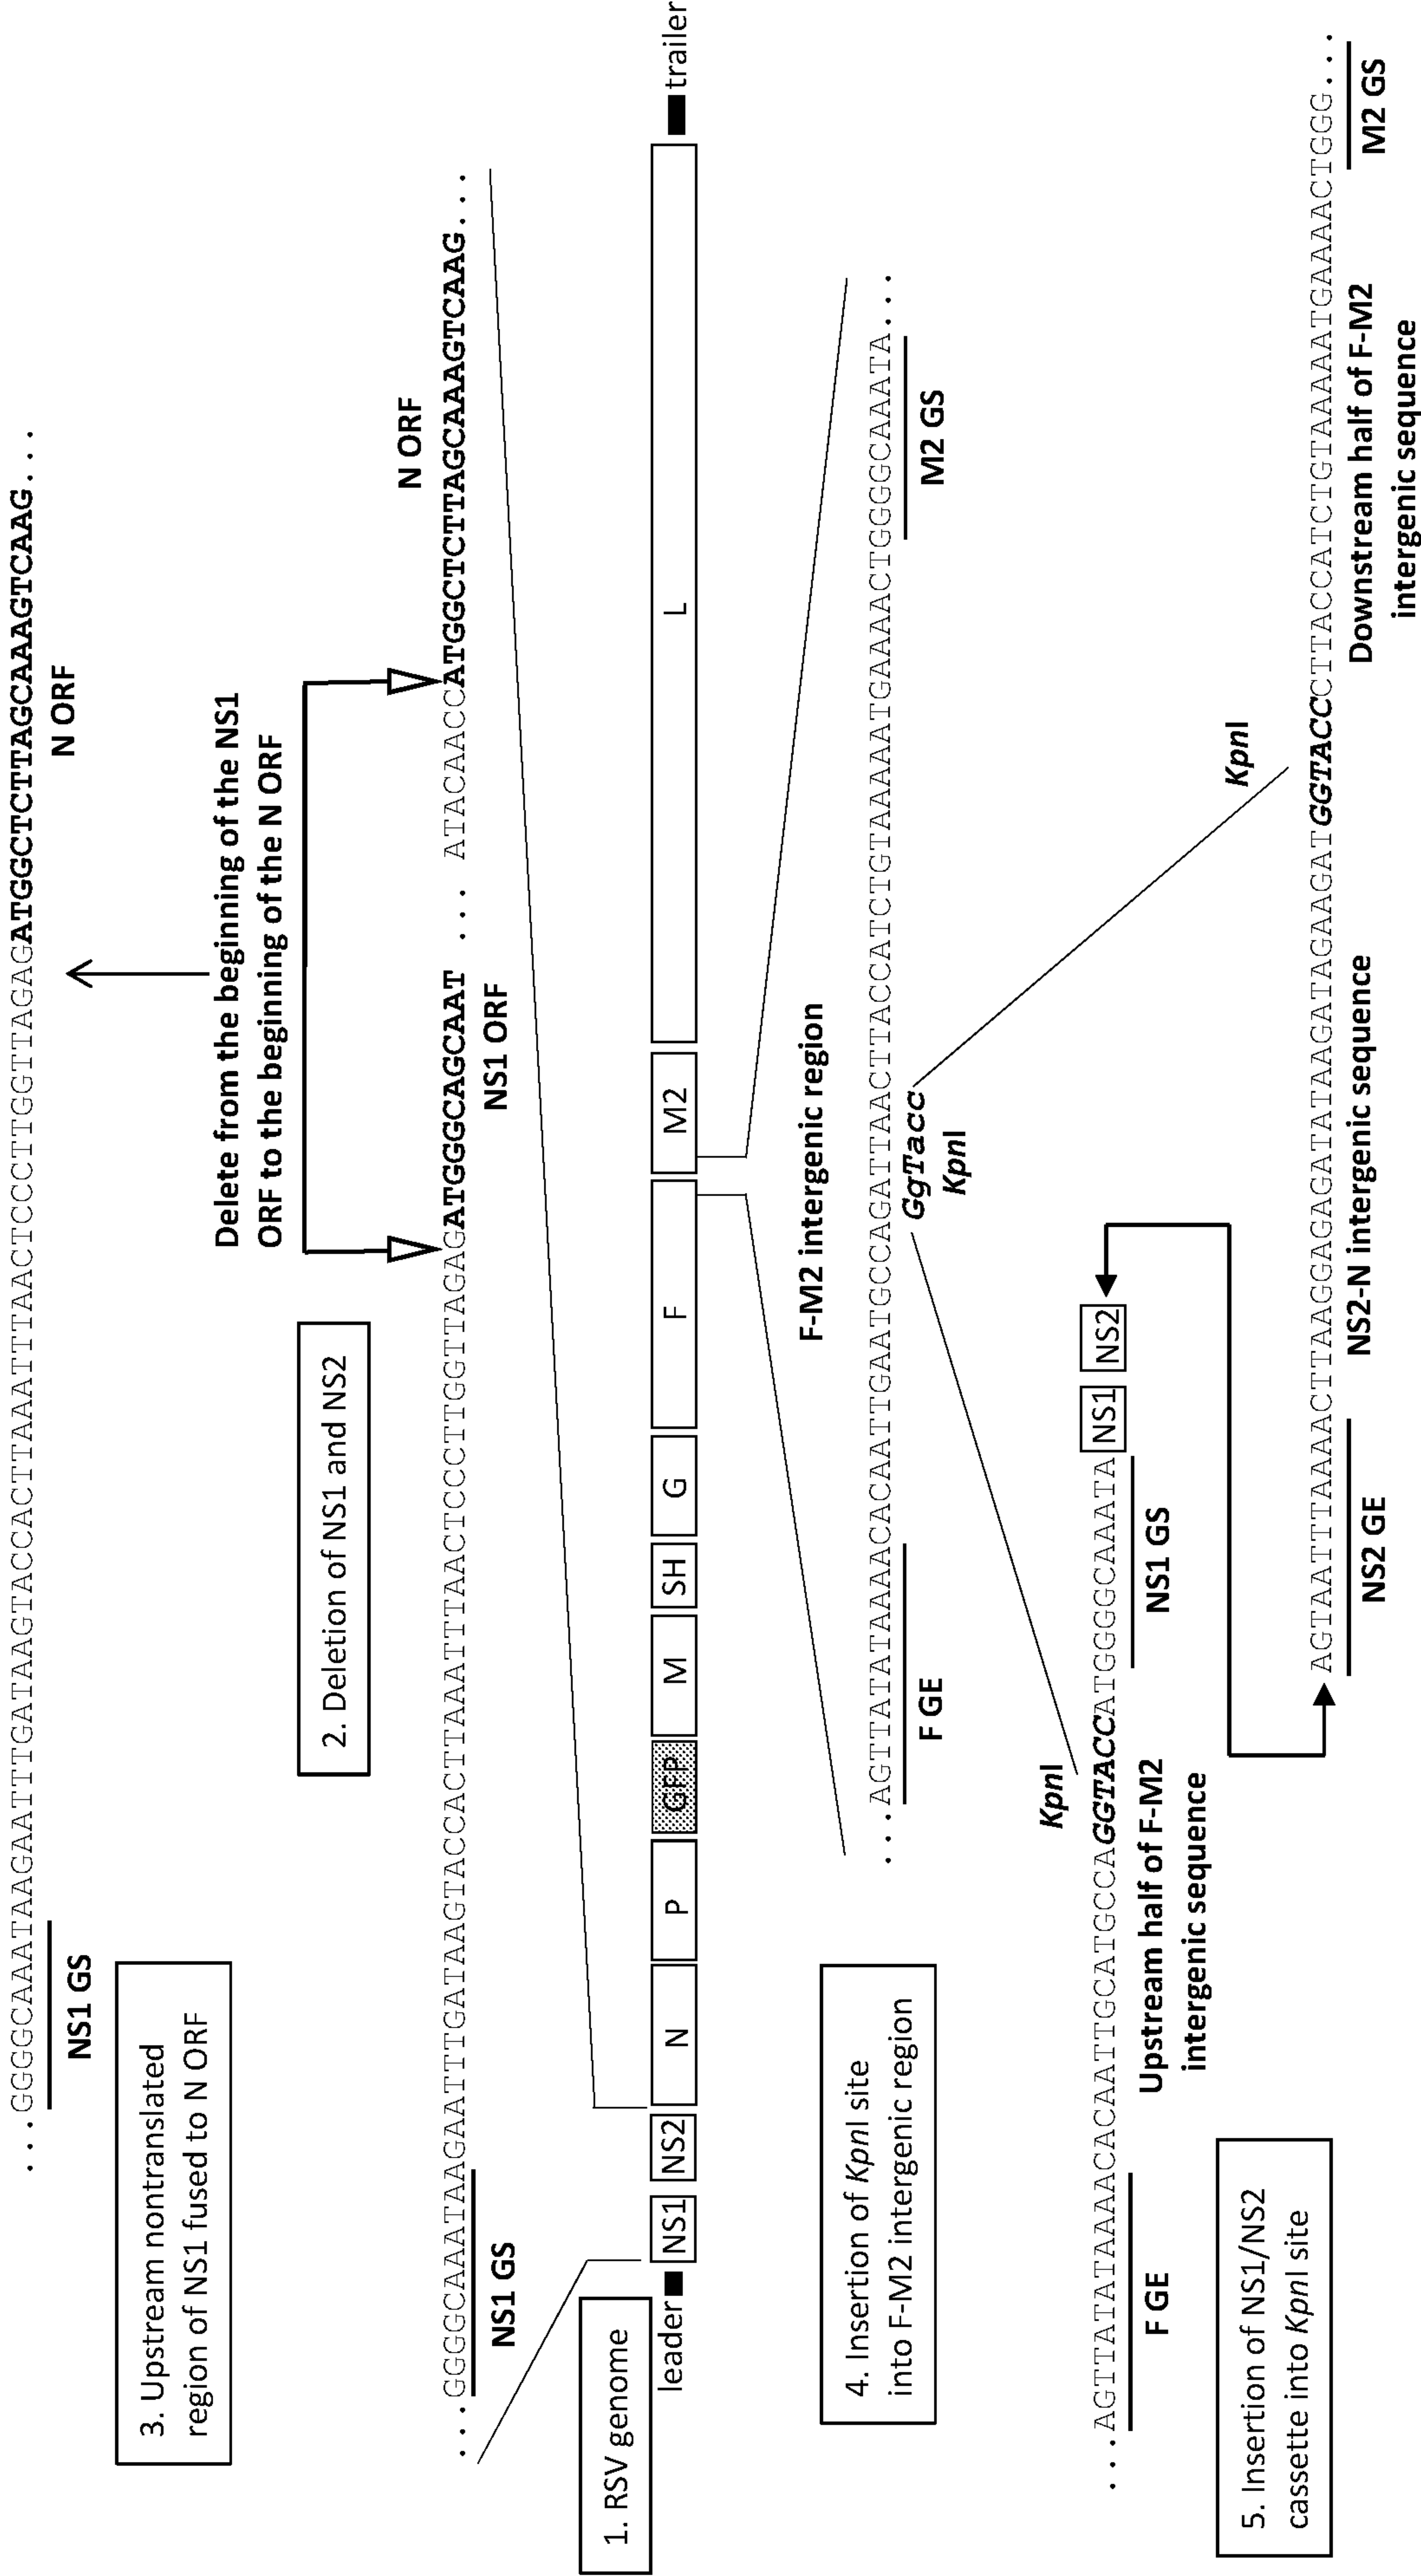 ...GGGGCAAATAAGAATTTGATAAGTACCACTTAAATTTAACTCCCTTGGTTAGAGATGGCTCTTAGCAAAGTCAAG...
NS1 GS
N ORF
3. Upstream nontranslated
region of NS1 fused to N ORF
Delete from the beginning of the NS1
ORF to the beginning of the N ORF
2. Deletion of NS1 and NS2
N ORF
...GGGGCAAATAAGAATTTGATAAGTACCACTTAAATTTAACTCCCTTGGTTAGAGATGGGCAGCAAT ... ATACAACCATGGCTCTTAGCAAAGTCAAG...
NS1 GS
NS1 ORF
1. RSV genome
leader
NS1 NS2 N P GFP M SH G F M2 L
trailer
F-M2 intergenic region
4. Insertion of KpnI site
into F-M2 intergenic region
...AGTTATATAAAACACAATTGAATGCCAGATTAACTTACCATCTGTAAAAATGAAAACTGGGGCAAATA...
F GE
GgTacc
KpnI
M2 GS
KpnI
...AGTTATATAAAACACAATTGCATGCCAGGTACCATGGGGCAAATA NS1 NS2
F GE
Upstream half of F-M2
intergenic sequence
NS1 GS
5. Insertion of NS1/NS2
cassette into KpnI site
KpnI
AGTAATTTAAAACTTAAGGAGAGATATAAGATAGAAGATGGTACCCTTACCATCTGTAAAAATGAAAACTGGG...
NS2 GE
NS2-N intergenic sequence
Downstream half of F-M2
intergenic sequence
M2 GS